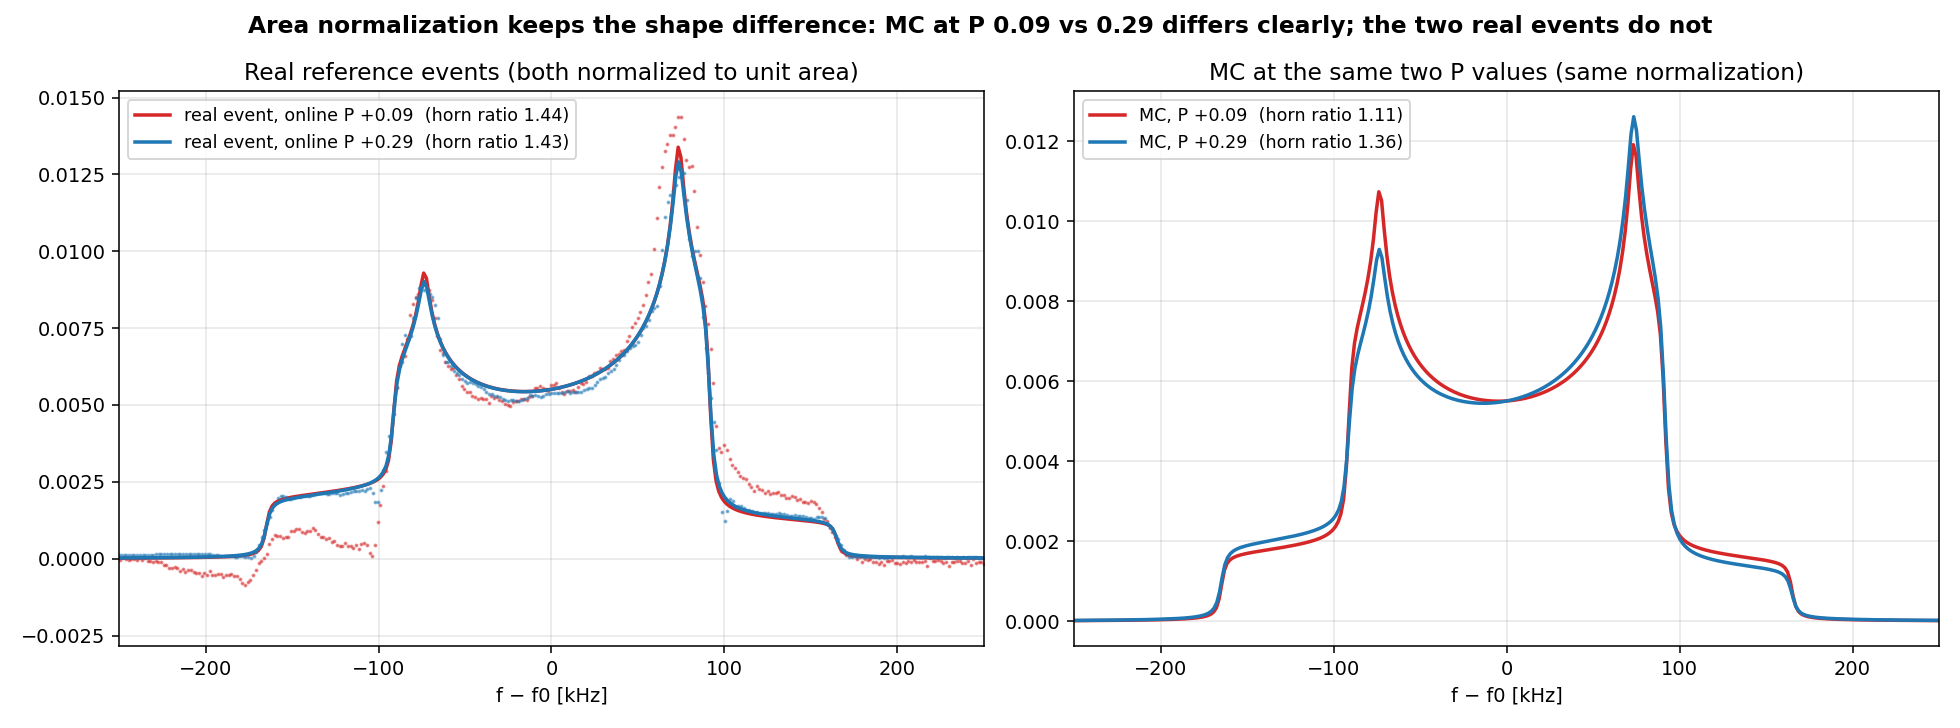 Area normalization keeps the shape difference: MC at P 0.09 vs 0.29 differs clearly; the two real events do not
Real reference events (both normalized to unit area)
real event, online P +0.09  (horn ratio 1.44)
real event, online P +0.29  (horn ratio 1.43)
0.0150
0.0125
0.0100
0.0075
0.0050
0.0025
0.0000
−0.0025
−200
−100
0
100
200
f − f0 [kHz]
MC at the same two P values (same normalization)
MC, P +0.09  (horn ratio 1.11)
MC, P +0.29  (horn ratio 1.36)
0.012
0.010
0.008
0.006
0.004
0.002
0.000
−200
−100
0
100
200
f − f0 [kHz]